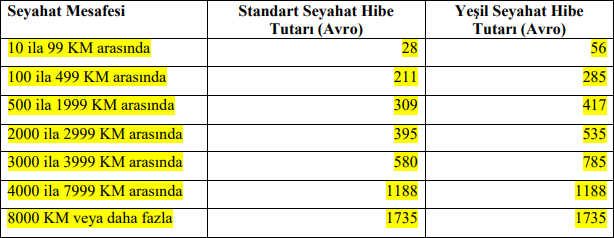 Seyahat Mesafesi Standart Seyahat Hibe Tutarı (Avro) Yeşil Seyahat Hibe Tutarı (Avro)
10 ila 99 KM arasında 28 56
100 ila 499 KM arasında 211 285
500 ila 1999 KM arasında 309 417
2000 ila 2999 KM arasında 395 535
3000 ila 3999 KM arasında 580 785
4000 ila 7999 KM arasında 1188 1188
8000 KM veya daha fazla 1735 1735